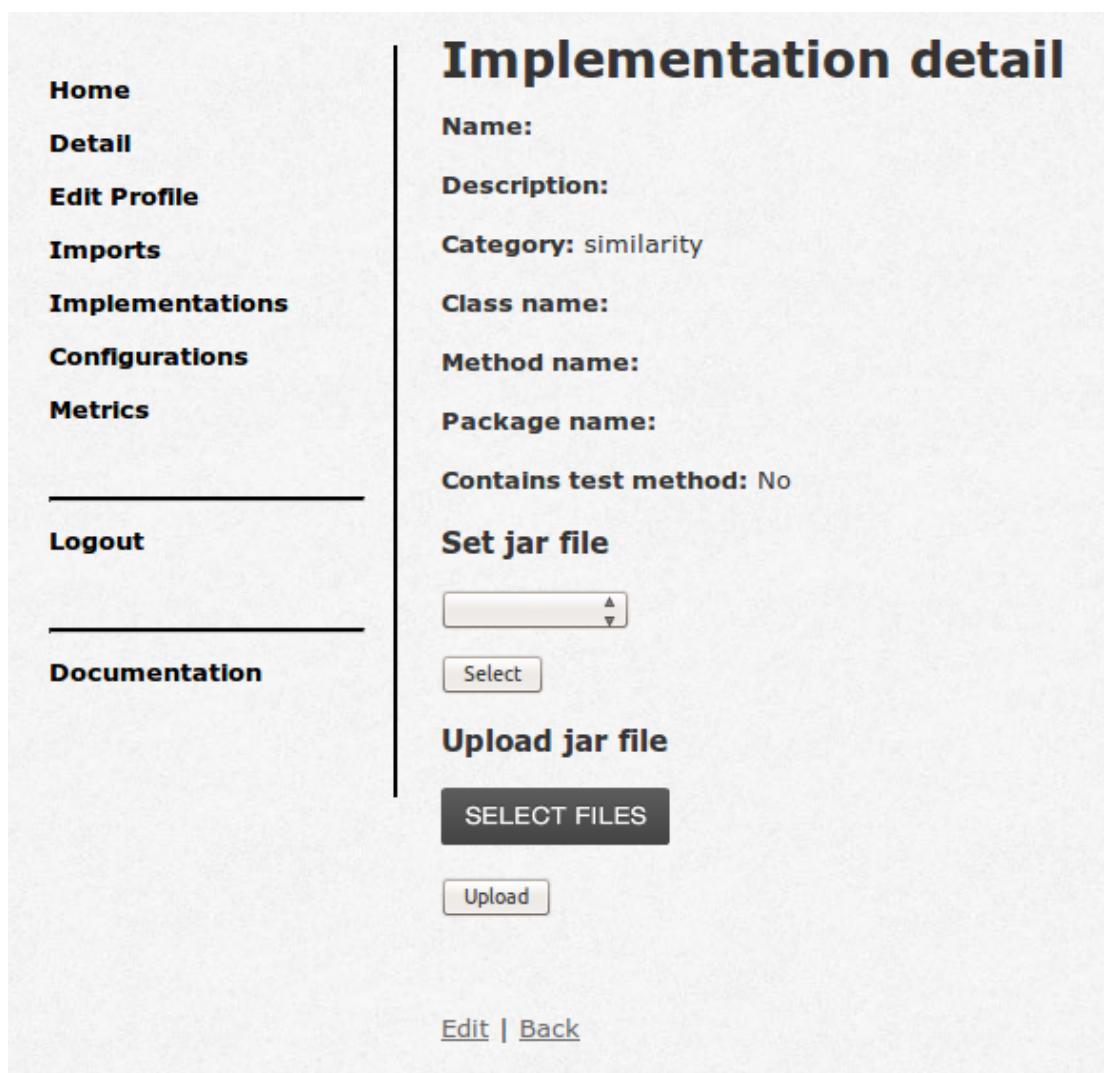 Home
Detail
Edit Profile
Imports
Implementations
Configurations
Metrics
Logout
Documentation
Implementation detail
Name:
Description:
Category: similarity
Class name:
Method name:
Package name:
Contains test method: No
Set jar file
Select
Upload jar file
SELECT FILES
Upload
Edit | Back